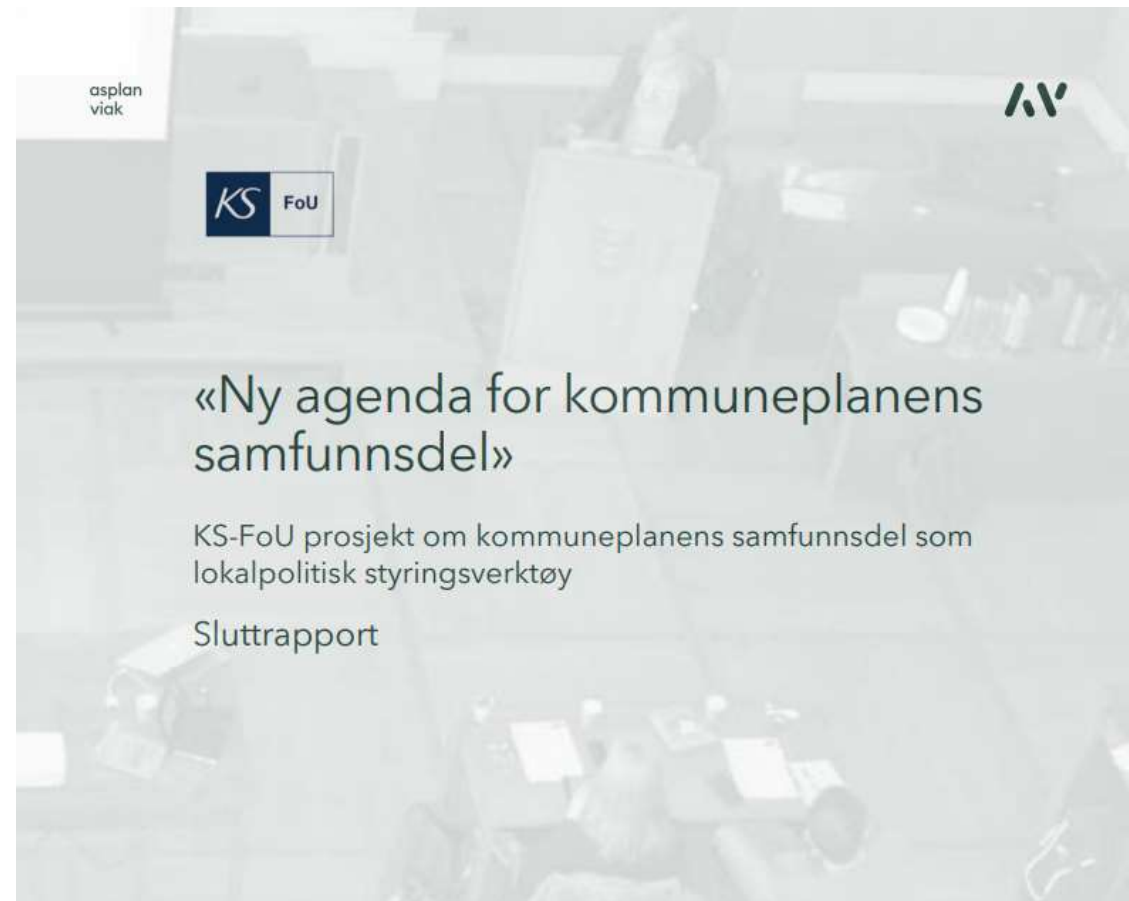 asplan
viak
KS FoU
«Ny agenda for kommuneplanens
samfunnsdel»
KS-FoU prosjekt om kommuneplanens samfunnsdel som
lokalpolitisk styringsverktøy
Sluttrapport